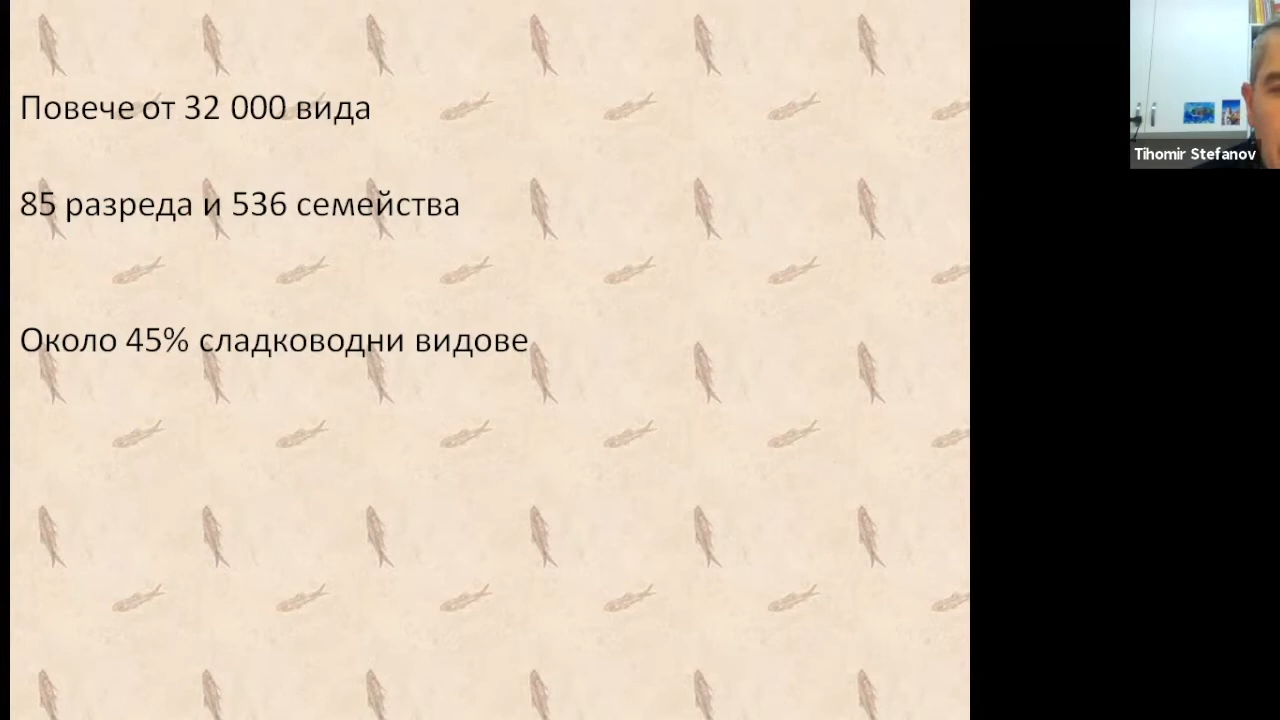 Повече от 32 000 вида
85 разреда и 536 семейства
Около 45% сладководни видове
Tihomir Stefanov